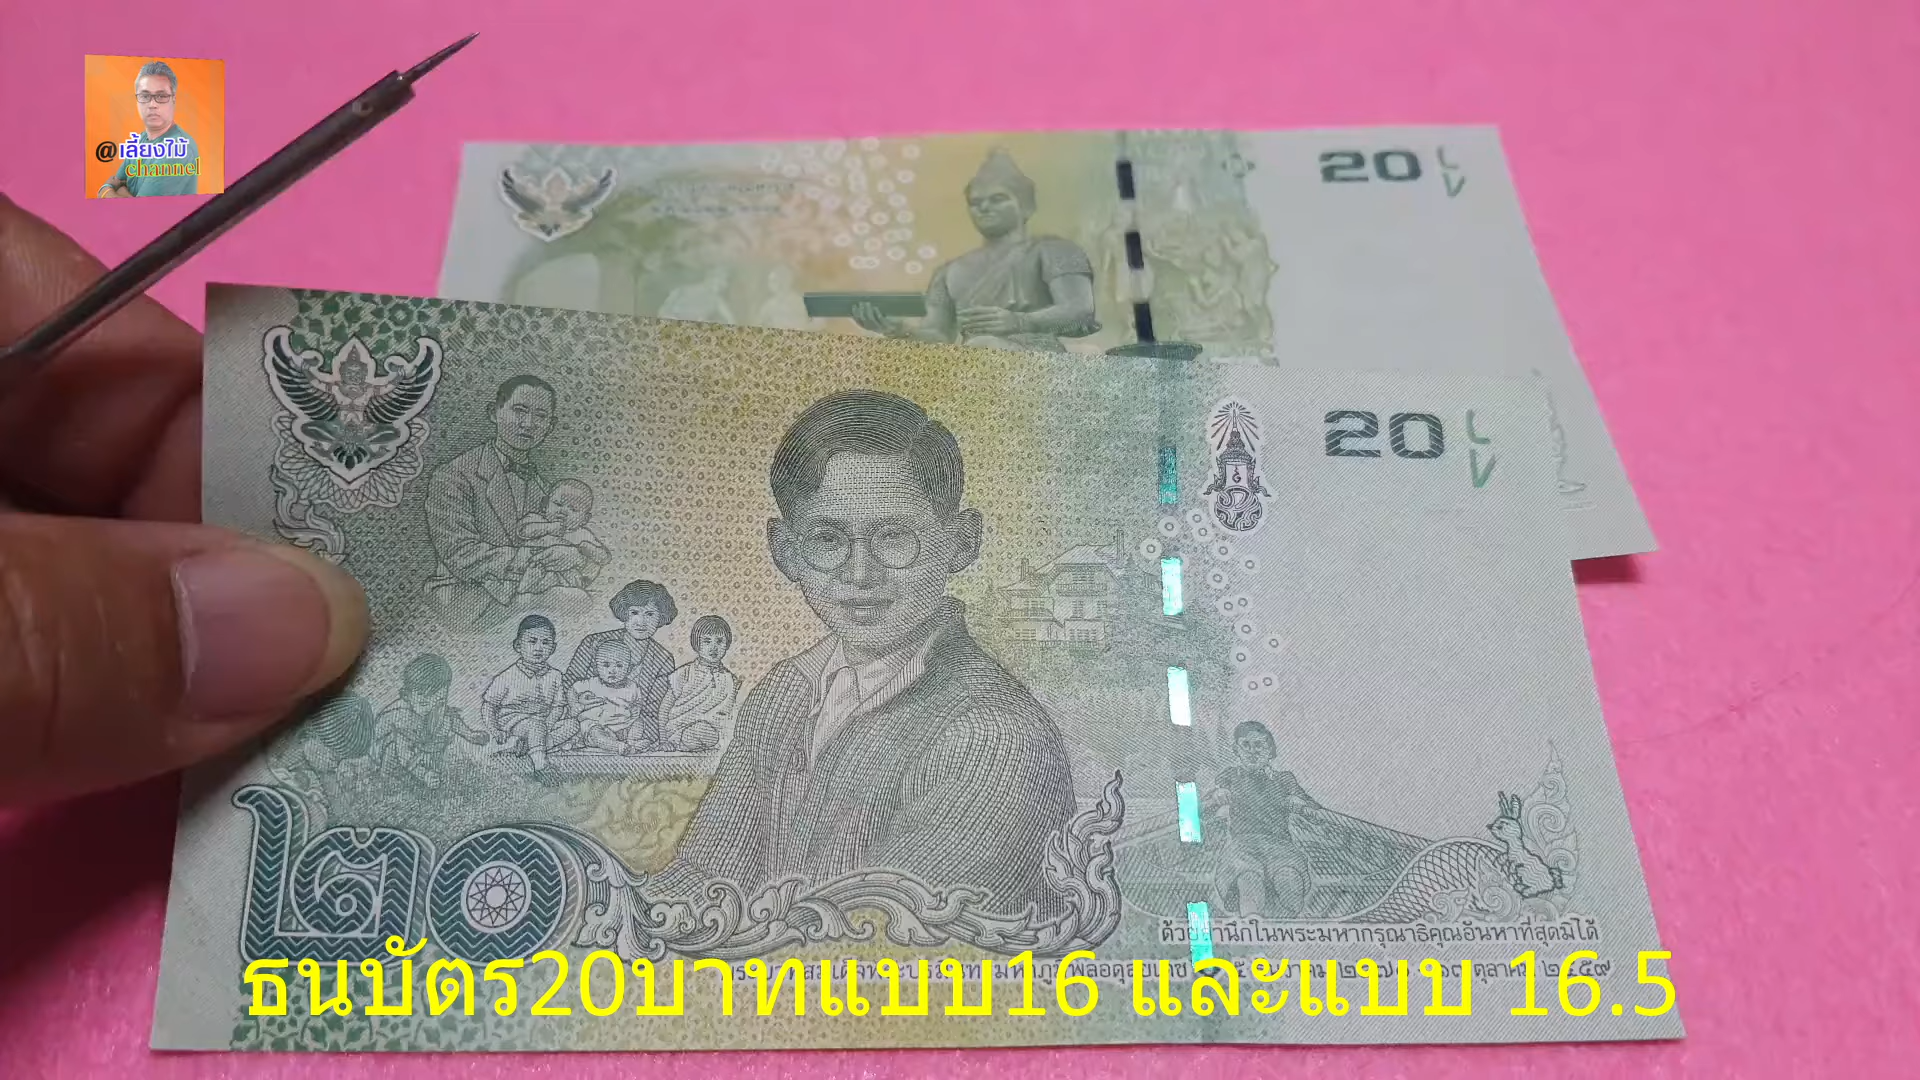 @เลี้ยงไม้
channel
20
20
๒๐
ด้วยสำนึกในพระมหากรุณาธิคุณอันหาที่สุดมิได้
ธนบัตร20บาทแบบ16 และแบบ 16.5